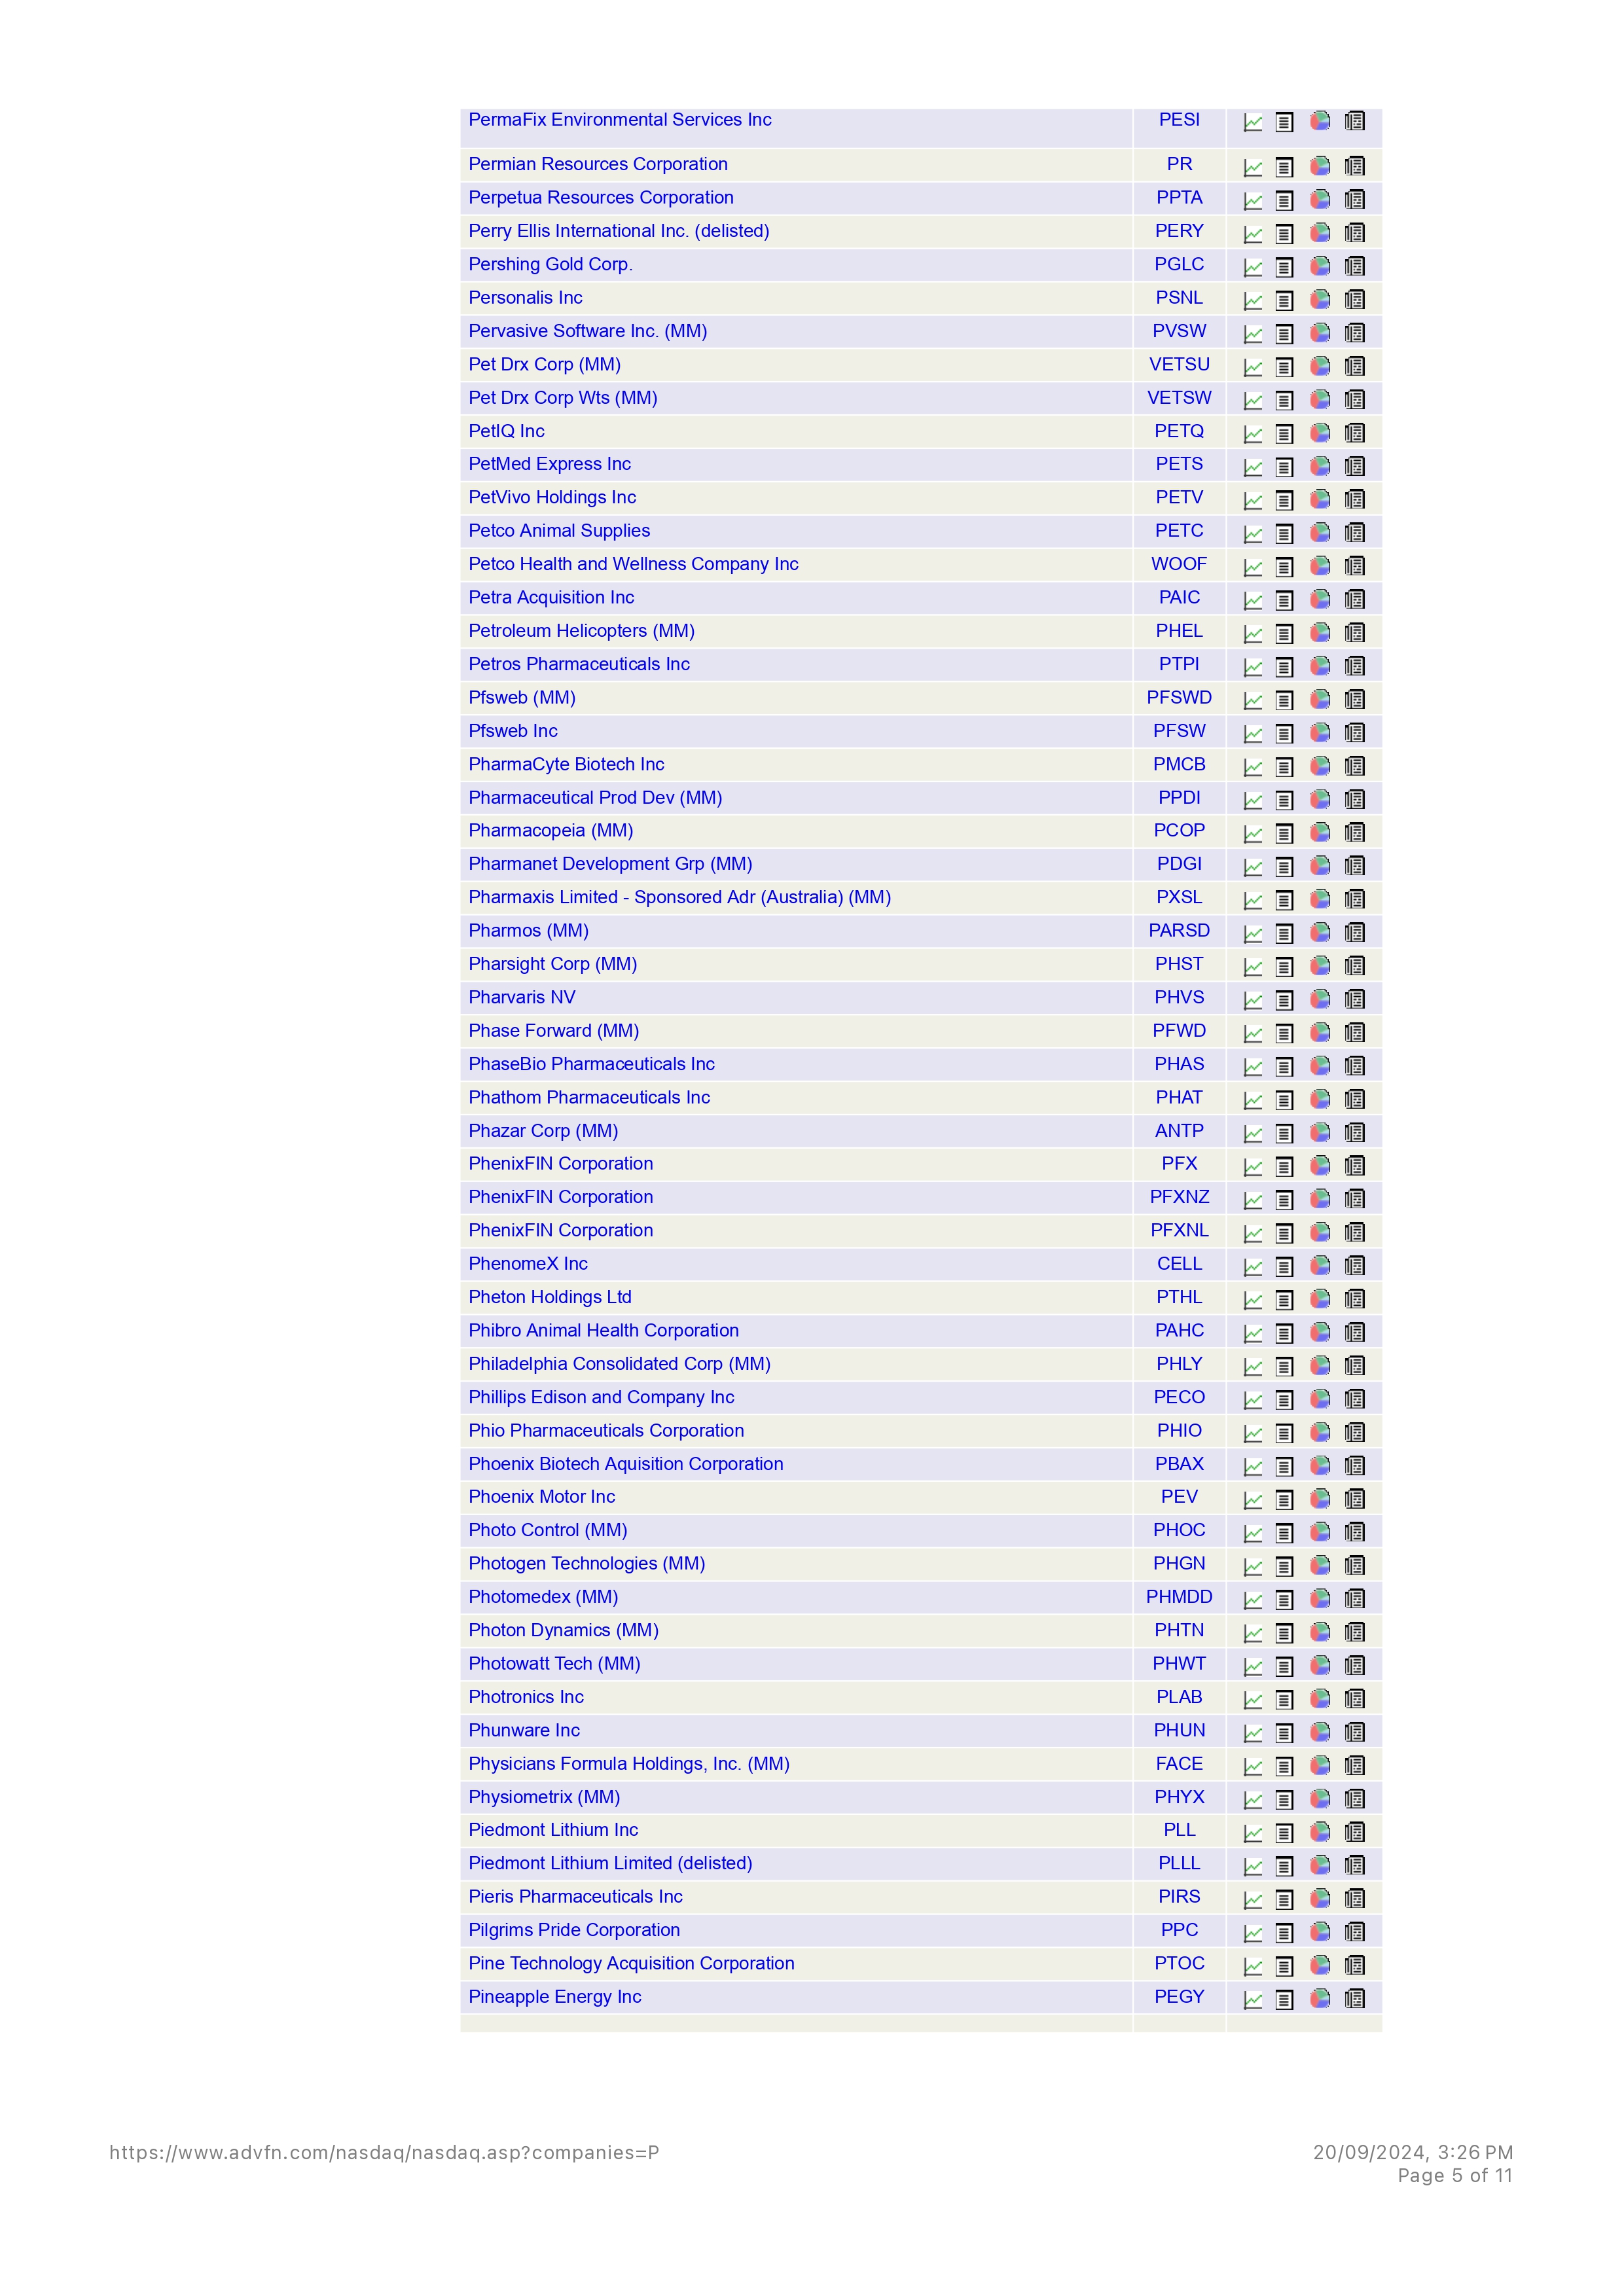 PermaFix Environmental Services Inc PESI
Permian Resources Corporation PR
Perpetua Resources Corporation PPTA
Perry Ellis International Inc. (delisted) PERY
Pershing Gold Corp. PGLC
Personalis Inc PSNL
Pervasive Software Inc. (MM) PVSW
Pet Drx Corp (MM) VETSU
Pet Drx Corp Wts (MM) VETSW
PetIQ Inc PETQ
PetMed Express Inc PETS
PetVivo Holdings Inc PETV
Petco Animal Supplies PETC
Petco Health and Wellness Company Inc WOOF
Petra Acquisition Inc PAIC
Petroleum Helicopters (MM) PHEL
Petros Pharmaceuticals Inc PTPI
Pfsweb (MM) PFSWD
Pfsweb Inc PFSW
PharmaCyte Biotech Inc PMCB
Pharmaceutical Prod Dev (MM) PPDI
Pharmacopeia (MM) PCOP
Pharmanet Development Grp (MM) PDGI
Pharmaxis Limited - Sponsored Adr (Australia) (MM) PXSL
Pharmos (MM) PARSD
Pharsight Corp (MM) PHST
Pharvaris NV PHVS
Phase Forward (MM) PFWD
PhaseBio Pharmaceuticals Inc PHAS
Phathom Pharmaceuticals Inc PHAT
Phazar Corp (MM) ANTP
PhenixFIN Corporation PFX
PhenixFIN Corporation PFXNZ
PhenixFIN Corporation PFXNL
PhenomeX Inc CELL
Pheton Holdings Ltd PTHL
Phibro Animal Health Corporation PAHC
Philadelphia Consolidated Corp (MM) PHLY
Phillips Edison and Company Inc PECO
Phio Pharmaceuticals Corporation PHIO
Phoenix Biotech Aquisition Corporation PBAX
Phoenix Motor Inc PEV
Photo Control (MM) PHOC
Photogen Technologies (MM) PHGN
Photomedex (MM) PHMDD
Photon Dynamics (MM) PHTN
Photowatt Tech (MM) PHWT
Photronics Inc PLAB
Phunware Inc PHUN
Physicians Formula Holdings, Inc. (MM) FACE
Physiometrix (MM) PHYX
Piedmont Lithium Inc PLL
Piedmont Lithium Limited (delisted) PLLL
Pieris Pharmaceuticals Inc PIRS
Pilgrims Pride Corporation PPC
Pine Technology Acquisition Corporation PTOC
Pineapple Energy Inc PEGY
https://www.advfn.com/nasdaq/nasdaq.asp?companies=P 20/09/2024, 3:26 PM
Page 5 of 11